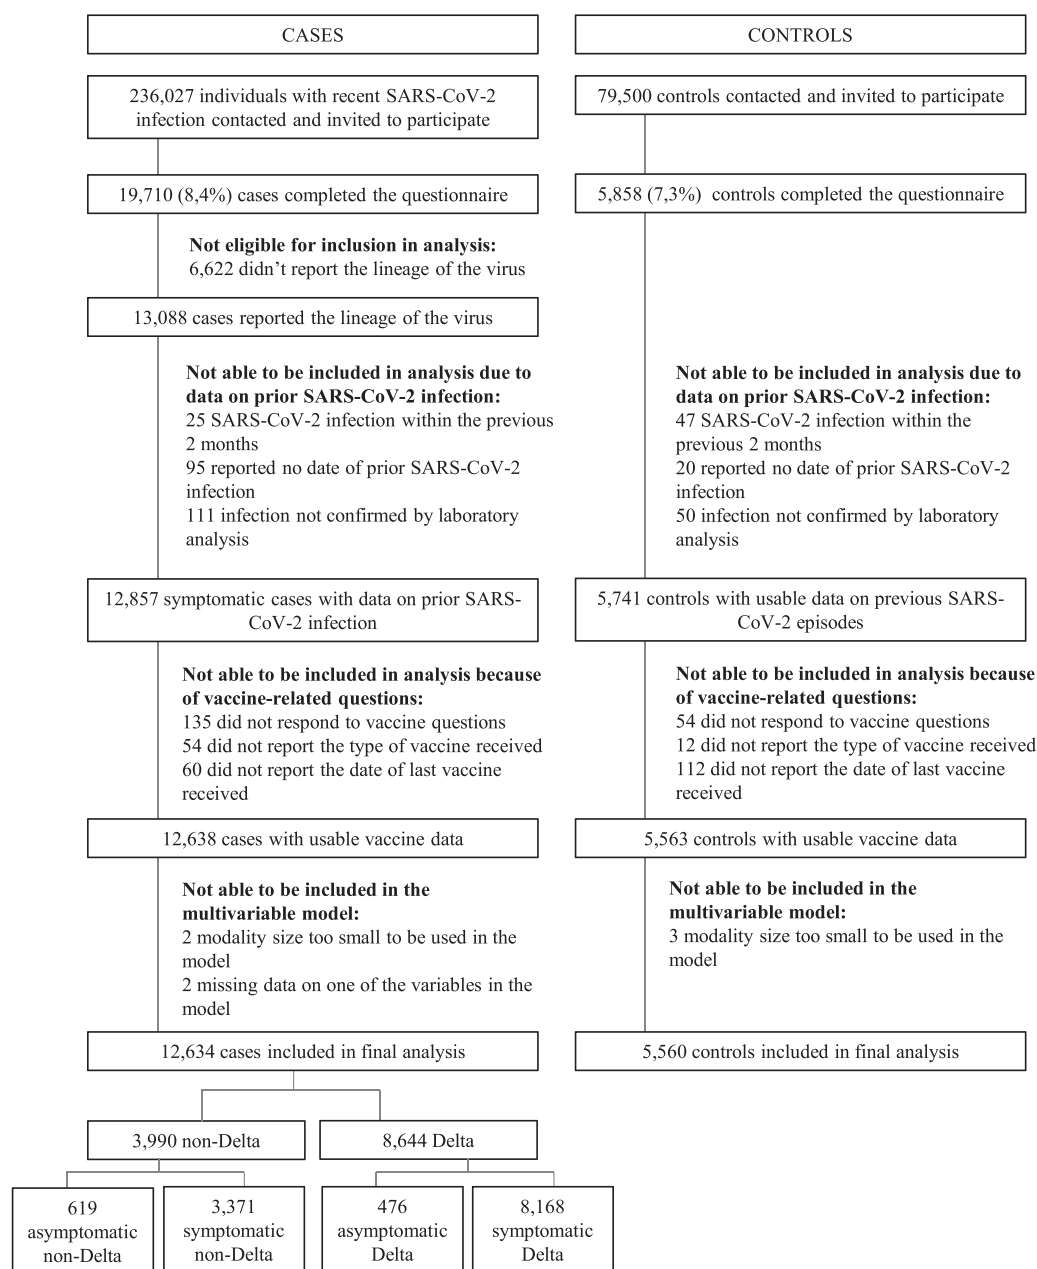 CASES
236,027 individuals with recent SARS-CoV-2
infection contacted and invited to participate
19,710 (8,4%) cases completed the questionnaire
Not eligible for inclusion in analysis:
6,622 didn't report the lineage of the virus
13,088 cases reported the lineage of the virus
Not able to be included in analysis due to
data on prior SARS-CoV-2 infection:
25 SARS-CoV-2 infection within the previous
2 months
95 reported no date of prior SARS-CoV-2
infection
111 infection not confirmed by laboratory
analysis
12,857 symptomatic cases with data on prior SARS-
CoV-2 infection
Not able to be included in analysis because
of vaccine-related questions:
135 did not respond to vaccine questions
54 did not report the type of vaccine received
60 did not report the date of last vaccine
received
12,638 cases with usable vaccine data
Not able to be included in the
multivariable model:
2 modality size too small to be used in the
model
2 missing data on one of the variables in the
model
12,634 cases included in final analysis
3,990 non-Delta
8,644 Delta
619
asymptomatic
non-Delta
3,371
symptomatic
non-Delta
476
asymptomatic
Delta
8,168
symptomatic
Delta
CONTROLS
79,500 controls contacted and invited to participate
5,858 (7,3%) controls completed the questionnaire
Not able to be included in analysis due to
data on prior SARS-CoV-2 infection:
47 SARS-CoV-2 infection within the
previous 2 months
20 reported no date of prior SARS-CoV-2
infection
50 infection not confirmed by laboratory
analysis
5,741 controls with usable data on previous SARS-
CoV-2 episodes
Not able to be included in analysis because
of vaccine-related questions:
54 did not respond to vaccine questions
12 did not report the type of vaccine received
112 did not report the date of last vaccine
received
5,563 controls with usable vaccine data
Not able to be included in the
multivariable model:
3 modality size too small to be used in the
model
5,560 controls included in final analysis